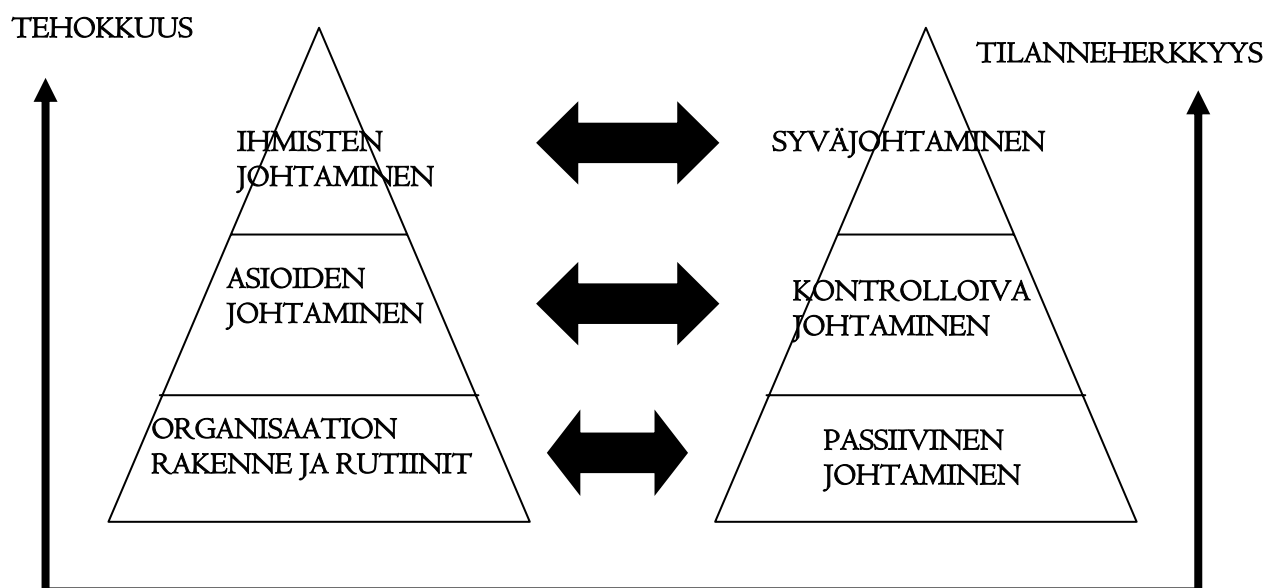 TEHOKKUUS
TILANNEHERKKYYS
IHMISTEN
JOHTAMINEN
SYVÄJOHTAMINEN
ASIOIDEN
JOHTAMINEN
KONTROLLOIVA
JOHTAMINEN
ORGANISAATION
RAKENNE JA RUTIINIT
PASSIIVINEN
JOHTAMINEN